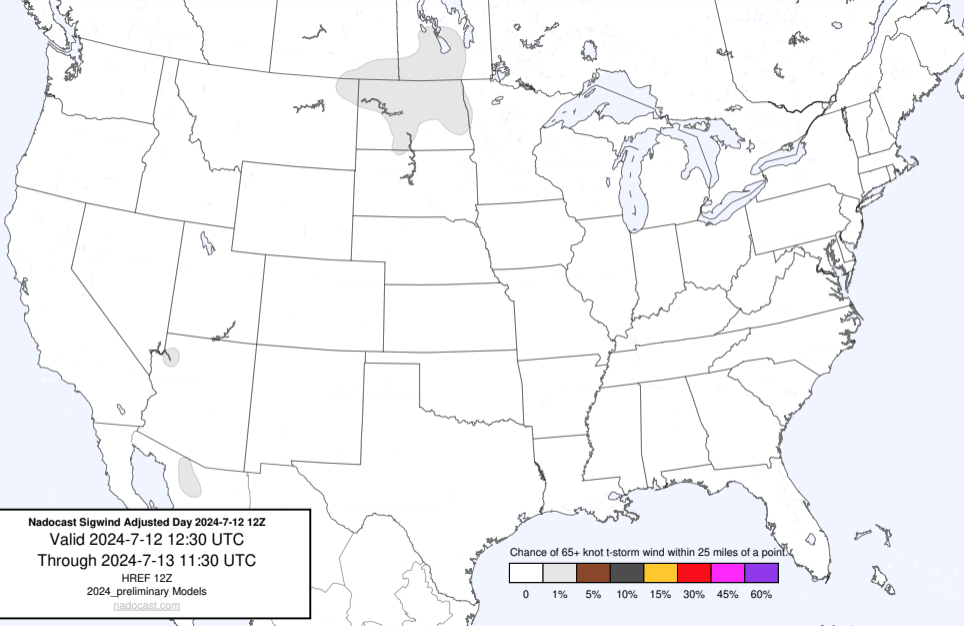 Nadocast Sigwind Adjusted Day 2024-7-12 12Z
Valid 2024-7-12 12:30 UTC
Through 2024-7-13 11:30 UTC
HREF 12Z
2024_preliminary Models
nadocast.com
Chance of 65+ knot t-storm wind within 25 miles of a point.
0 1% 5% 10% 15% 30% 45% 60%